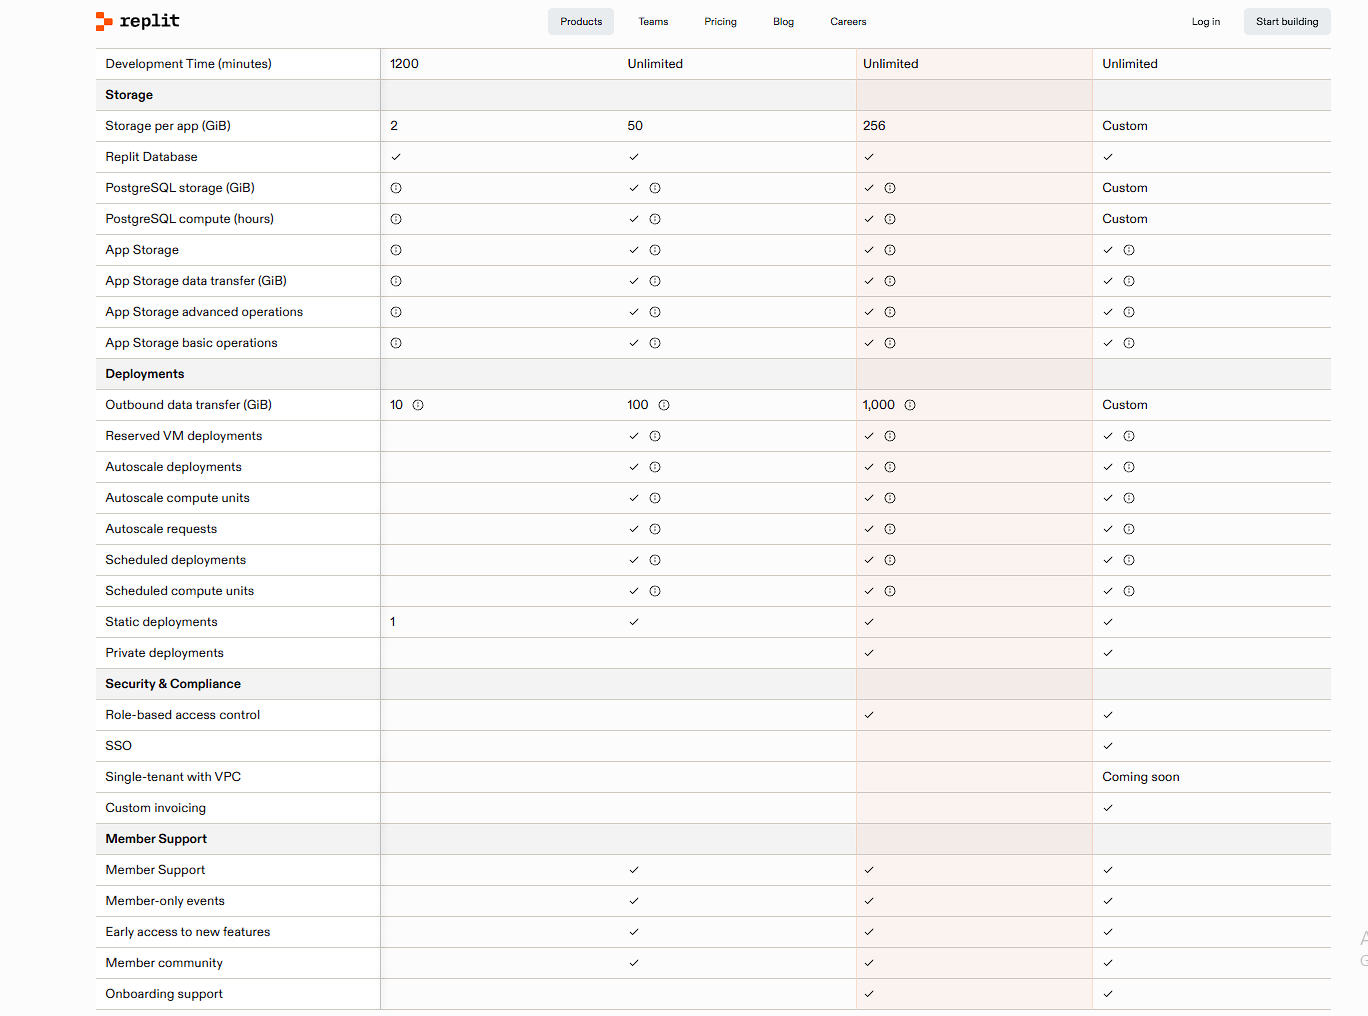 replit Products Teams Pricing Blog Careers Log in Start building
Development Time (minutes) 1200 Unlimited Unlimited Unlimited
Storage
Storage per app (GiB) 2 50 256 Custom
Replit Database ✓ ✓ ✓ ✓
PostgreSQL storage (GiB) ✓ ✓ Custom
PostgreSQL compute (hours) ✓ ✓ Custom
App Storage ✓ ✓ ✓
App Storage data transfer (GiB) ✓ ✓ ✓
App Storage advanced operations ✓ ✓ ✓
App Storage basic operations ✓ ✓ ✓
Deployments
Outbound data transfer (GiB) 10 100 1,000 Custom
Reserved VM deployments ✓ ✓ ✓
Autoscale deployments ✓ ✓ ✓
Autoscale compute units ✓ ✓ ✓
Autoscale requests ✓ ✓ ✓
Scheduled deployments ✓ ✓ ✓
Scheduled compute units ✓ ✓ ✓
Static deployments 1 ✓ ✓ ✓
Private deployments ✓ ✓
Security & Compliance
Role-based access control ✓ ✓
SSO ✓
Single-tenant with VPC Coming soon
Custom invoicing ✓
Member Support
Member Support ✓ ✓ ✓
Member-only events ✓ ✓ ✓
Early access to new features ✓ ✓ ✓
Member community ✓ ✓ ✓
Onboarding support ✓ ✓